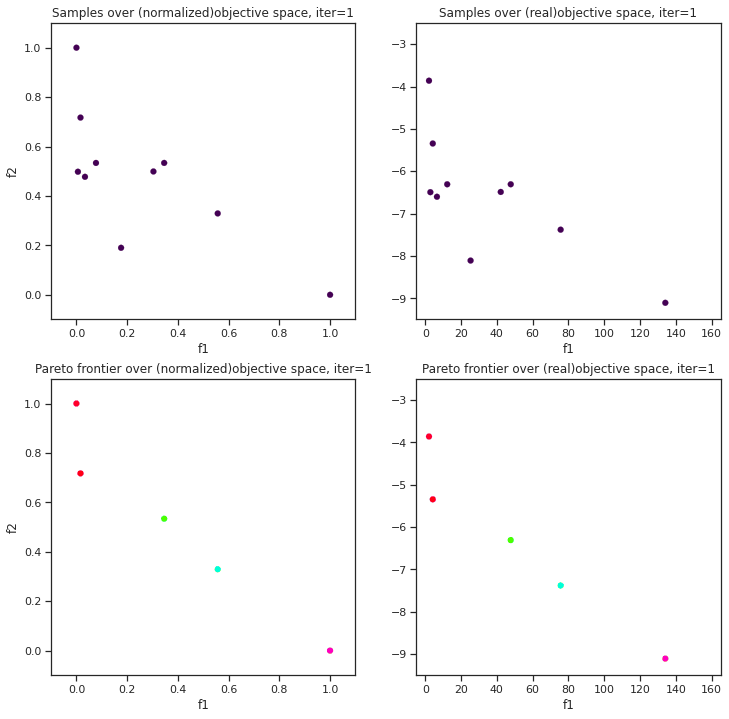 Samples over (normalized)objective space, iter=1
1.0
0.8
0.6
0.4
0.2
0.0
f2
0.0 0.2 0.4 0.6 0.8 1.0
f1
Samples over (real)objective space, iter=1
−3
−4
−5
−6
−7
−8
−9
0 20 40 60 80 100 120 140 160
f1
Pareto frontier over (normalized)objective space, iter=1
1.0
0.8
0.6
0.4
0.2
0.0
f2
0.0 0.2 0.4 0.6 0.8 1.0
f1
Pareto frontier over (real)objective space, iter=1
−3
−4
−5
−6
−7
−8
−9
0 20 40 60 80 100 120 140 160
f1